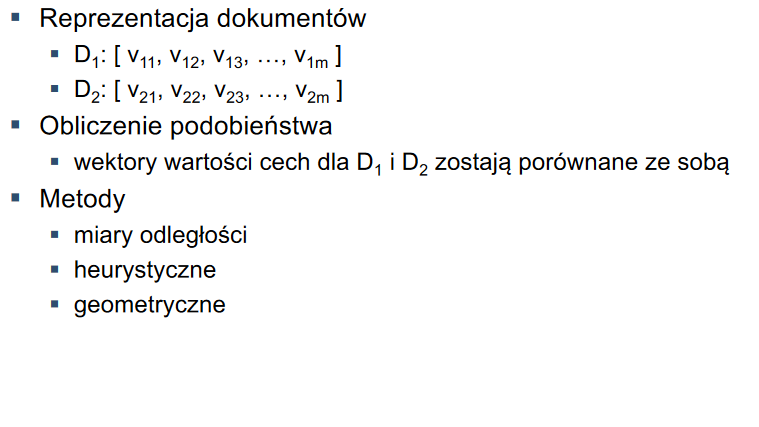 ▪ Reprezentacja dokumentów
▪ D₁: [ v₁₁, v₁₂, v₁₃, …, v₁ₘ ]
▪ D₂: [ v₂₁, v₂₂, v₂₃, …, v₂ₘ ]
▪ Obliczenie podobieństwa
▪ wektory wartości cech dla D₁ i D₂ zostają porównane ze sobą
▪ Metody
▪ miary odległości
▪ heurystyczne
▪ geometryczne